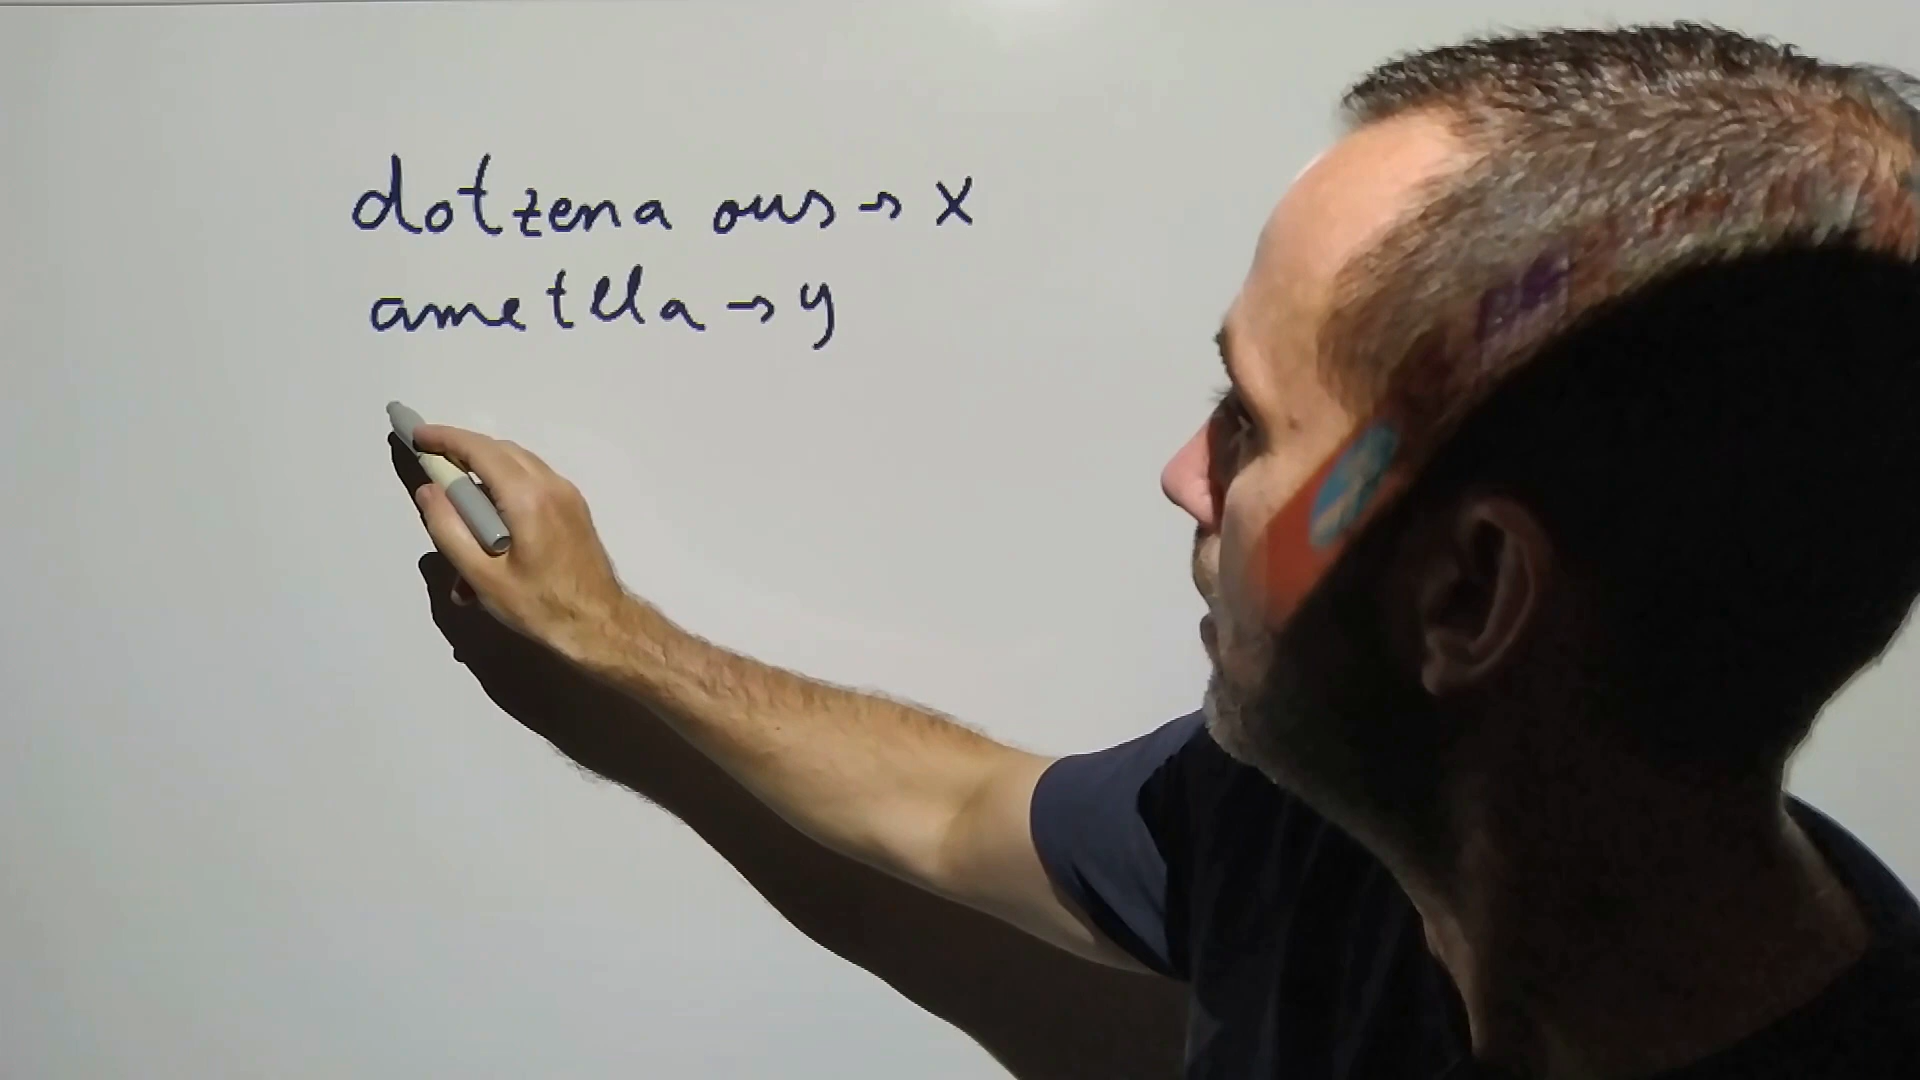 dotzena ous → x
ametlla → y